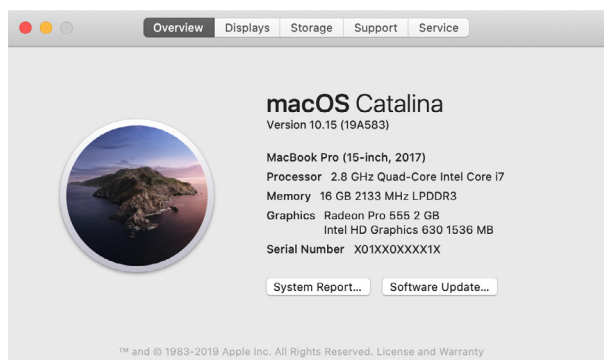 Overview Displays Storage Support Service
macOS Catalina
Version 10.15 (19A583)
MacBook Pro (15-inch, 2017)
Processor 2.8 GHz Quad-Core Intel Core i7
Memory 16 GB 2133 MHz LPDDR3
Graphics Radeon Pro 555 2 GB
Intel HD Graphics 630 1536 MB
Serial Number X01XX0XXXX1X
System Report... Software Update...
™ and © 1983-2019 Apple Inc. All Rights Reserved. License and Warranty